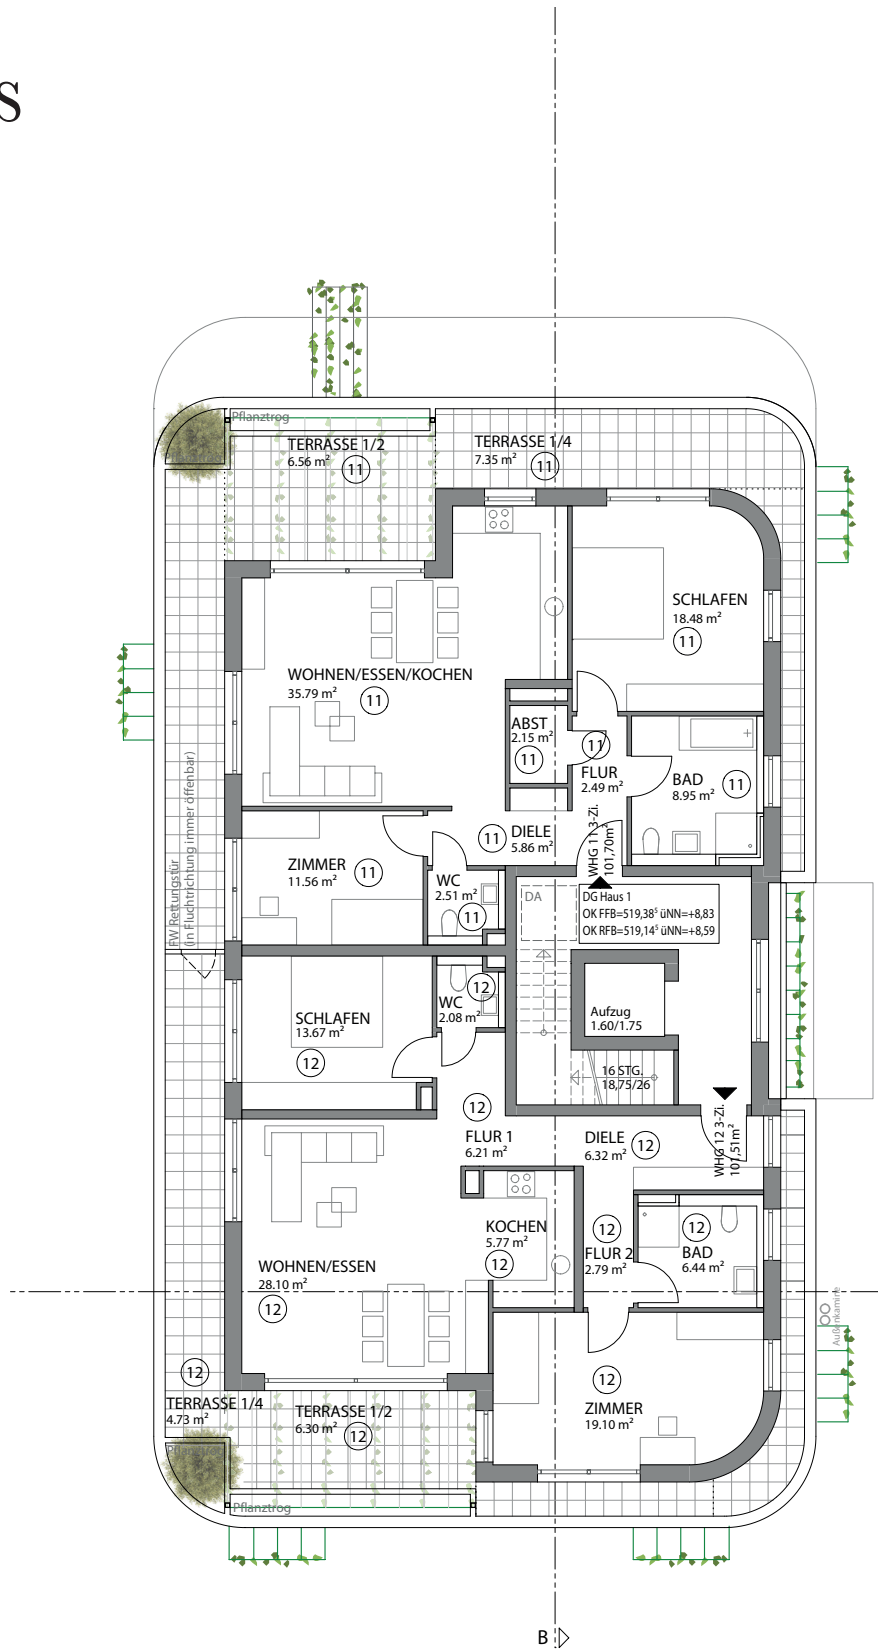 S
Pflanztrog
TERRASSE 1/2
6.56 m²
11
TERRASSE 1/4
7.35 m²
11
SCHLAFEN
18.48 m²
11
WOHNEN/ESSEN/KOCHEN
35.79 m²
11
ABST
2.15 m²
11
11
FLUR
2.49 m²
BAD
8.95 m²
11
FW Rettungstür
(in Fluchtrichtung immer öffenbar)
11
DIELE
5.86 m²
WHG 11 3-Zi.
101,70m²
ZIMMER
11.56 m²
11
WC
2.51 m²
11
DA
DG Haus 1
OK FFB=519,38⁵ üNN=+8,83
OK RFB=519,14⁵ üNN=+8,59
WC
2.08 m²
12
SCHLAFEN
13.67 m²
12
Aufzug
1.60/1.75
16 STG.
18,75/26
12
FLUR 1
6.21 m²
DIELE
6.32 m²
12
WHG 12 3-Zi.
101,51m²
KOCHEN
5.77 m²
12
12
FLUR 2
2.79 m²
12
BAD
6.44 m²
WOHNEN/ESSEN
28.10 m²
12
Außenkamine
12
TERRASSE 1/4
4.73 m²
TERRASSE 1/2
6.30 m²
12
12
ZIMMER
19.10 m²
Pflanztrog
Pflanztrog
B